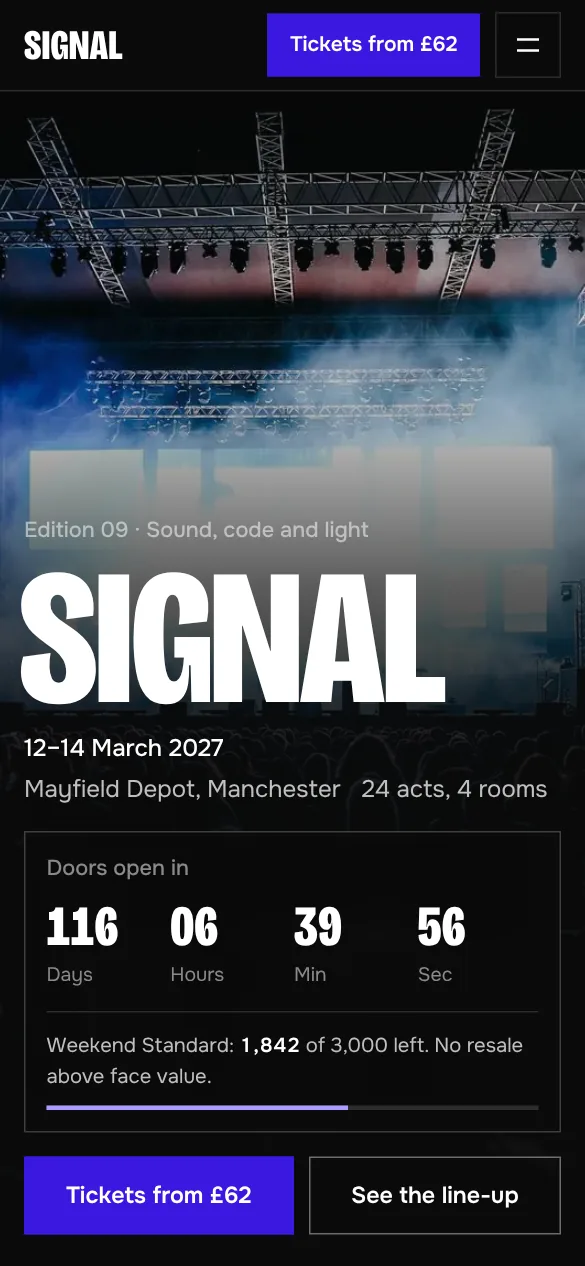 SIGNAL
Tickets from £62
Edition 09 · Sound, code and light
SIGNAL
12–14 March 2027
Mayfield Depot, Manchester 24 acts, 4 rooms
Doors open in
116 06 39 56
Days Hours Min Sec
Weekend Standard: 1,842 of 3,000 left. No resale
above face value.
Tickets from £62
See the line-up